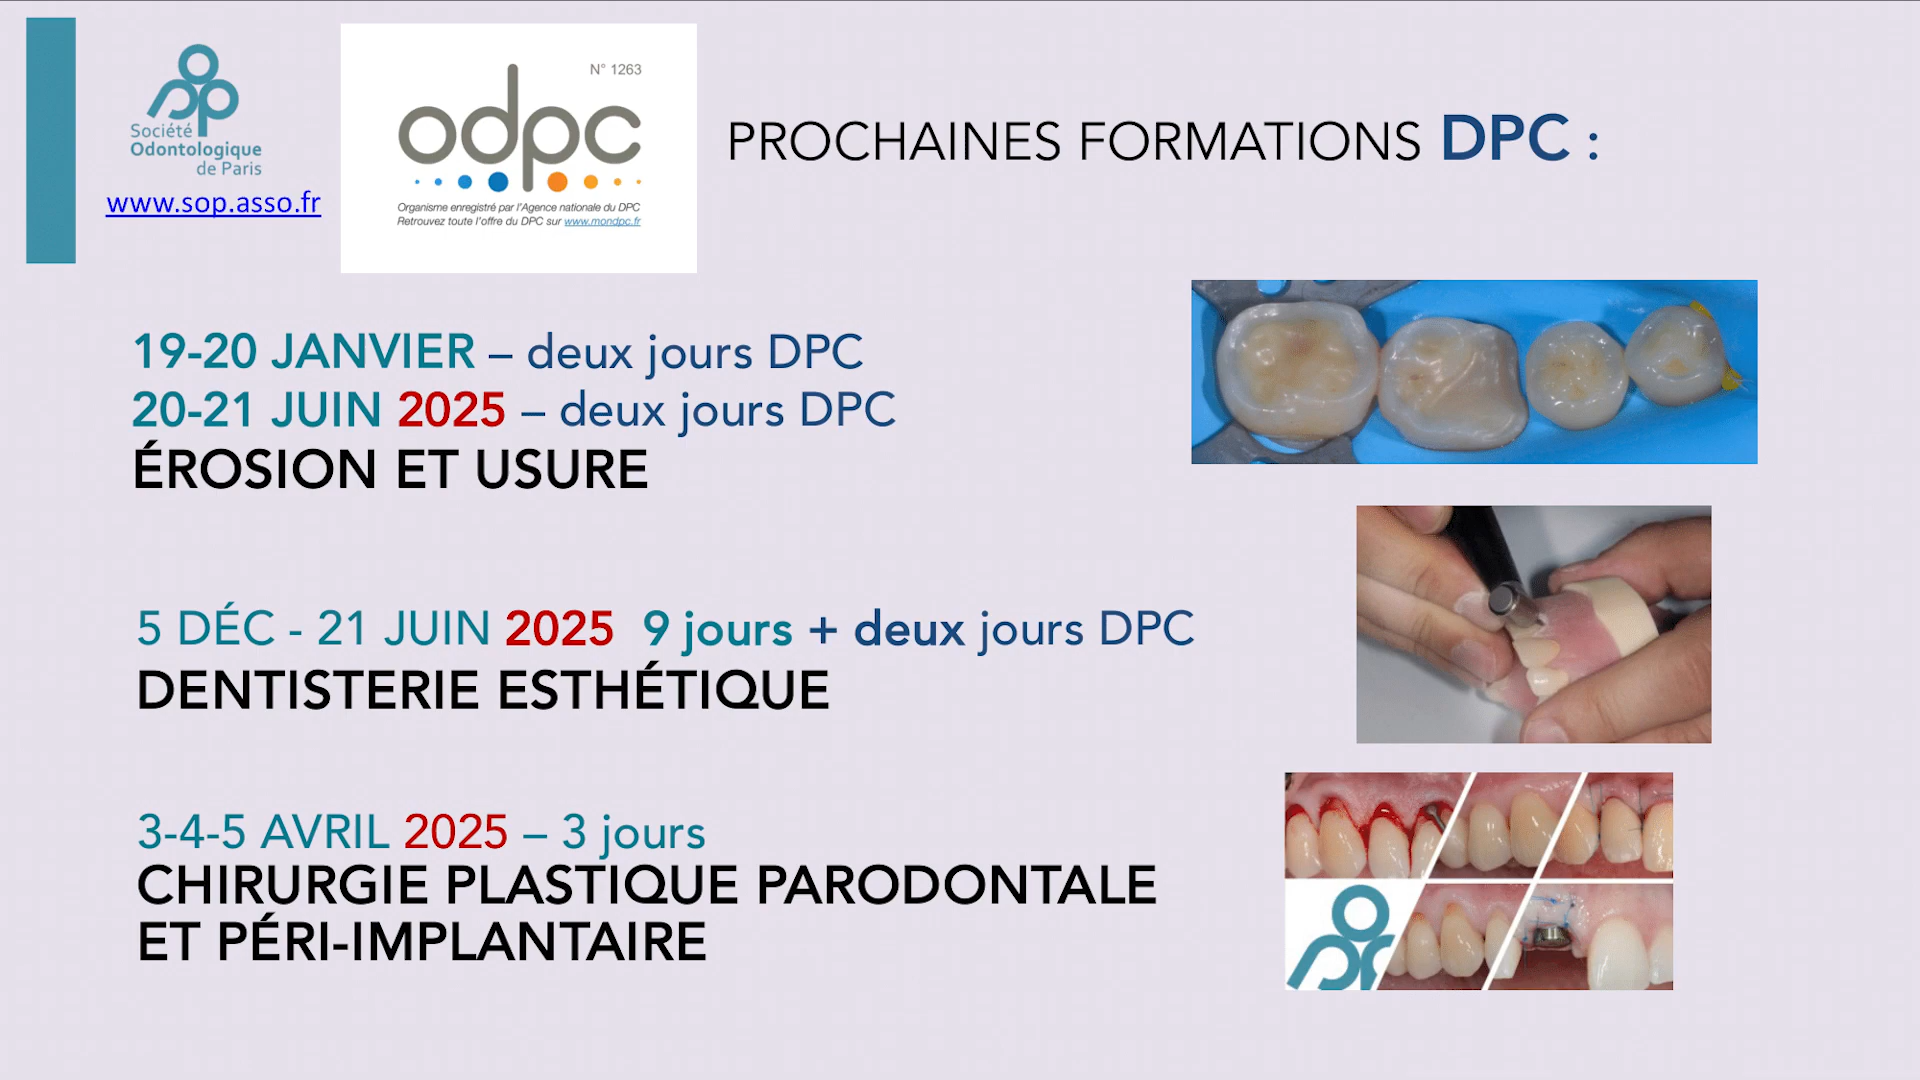 Société
Odontologique
de Paris
www.sop.asso.fr
N° 1263
odpc
Organisme enregistré par l'Agence nationale du DPC
Retrouvez toute l'offre du DPC sur www.mondpc.fr
PROCHAINES FORMATIONS DPC :
19-20 JANVIER – deux jours DPC
20-21 JUIN 2025 – deux jours DPC
ÉROSION ET USURE
5 DÉC - 21 JUIN 2025 9 jours + deux jours DPC
DENTISTERIE ESTHÉTIQUE
3-4-5 AVRIL 2025 – 3 jours
CHIRURGIE PLASTIQUE PARODONTALE
ET PÉRI-IMPLANTAIRE